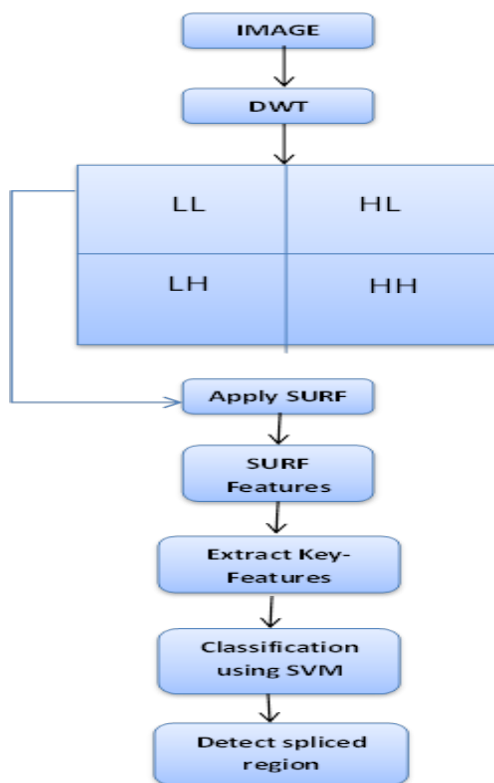 IMAGE
DWT
LL HL
LH HH
Apply SURF
SURF
Features
Extract Key-
Features
Classification
using SVM
Detect spliced
region